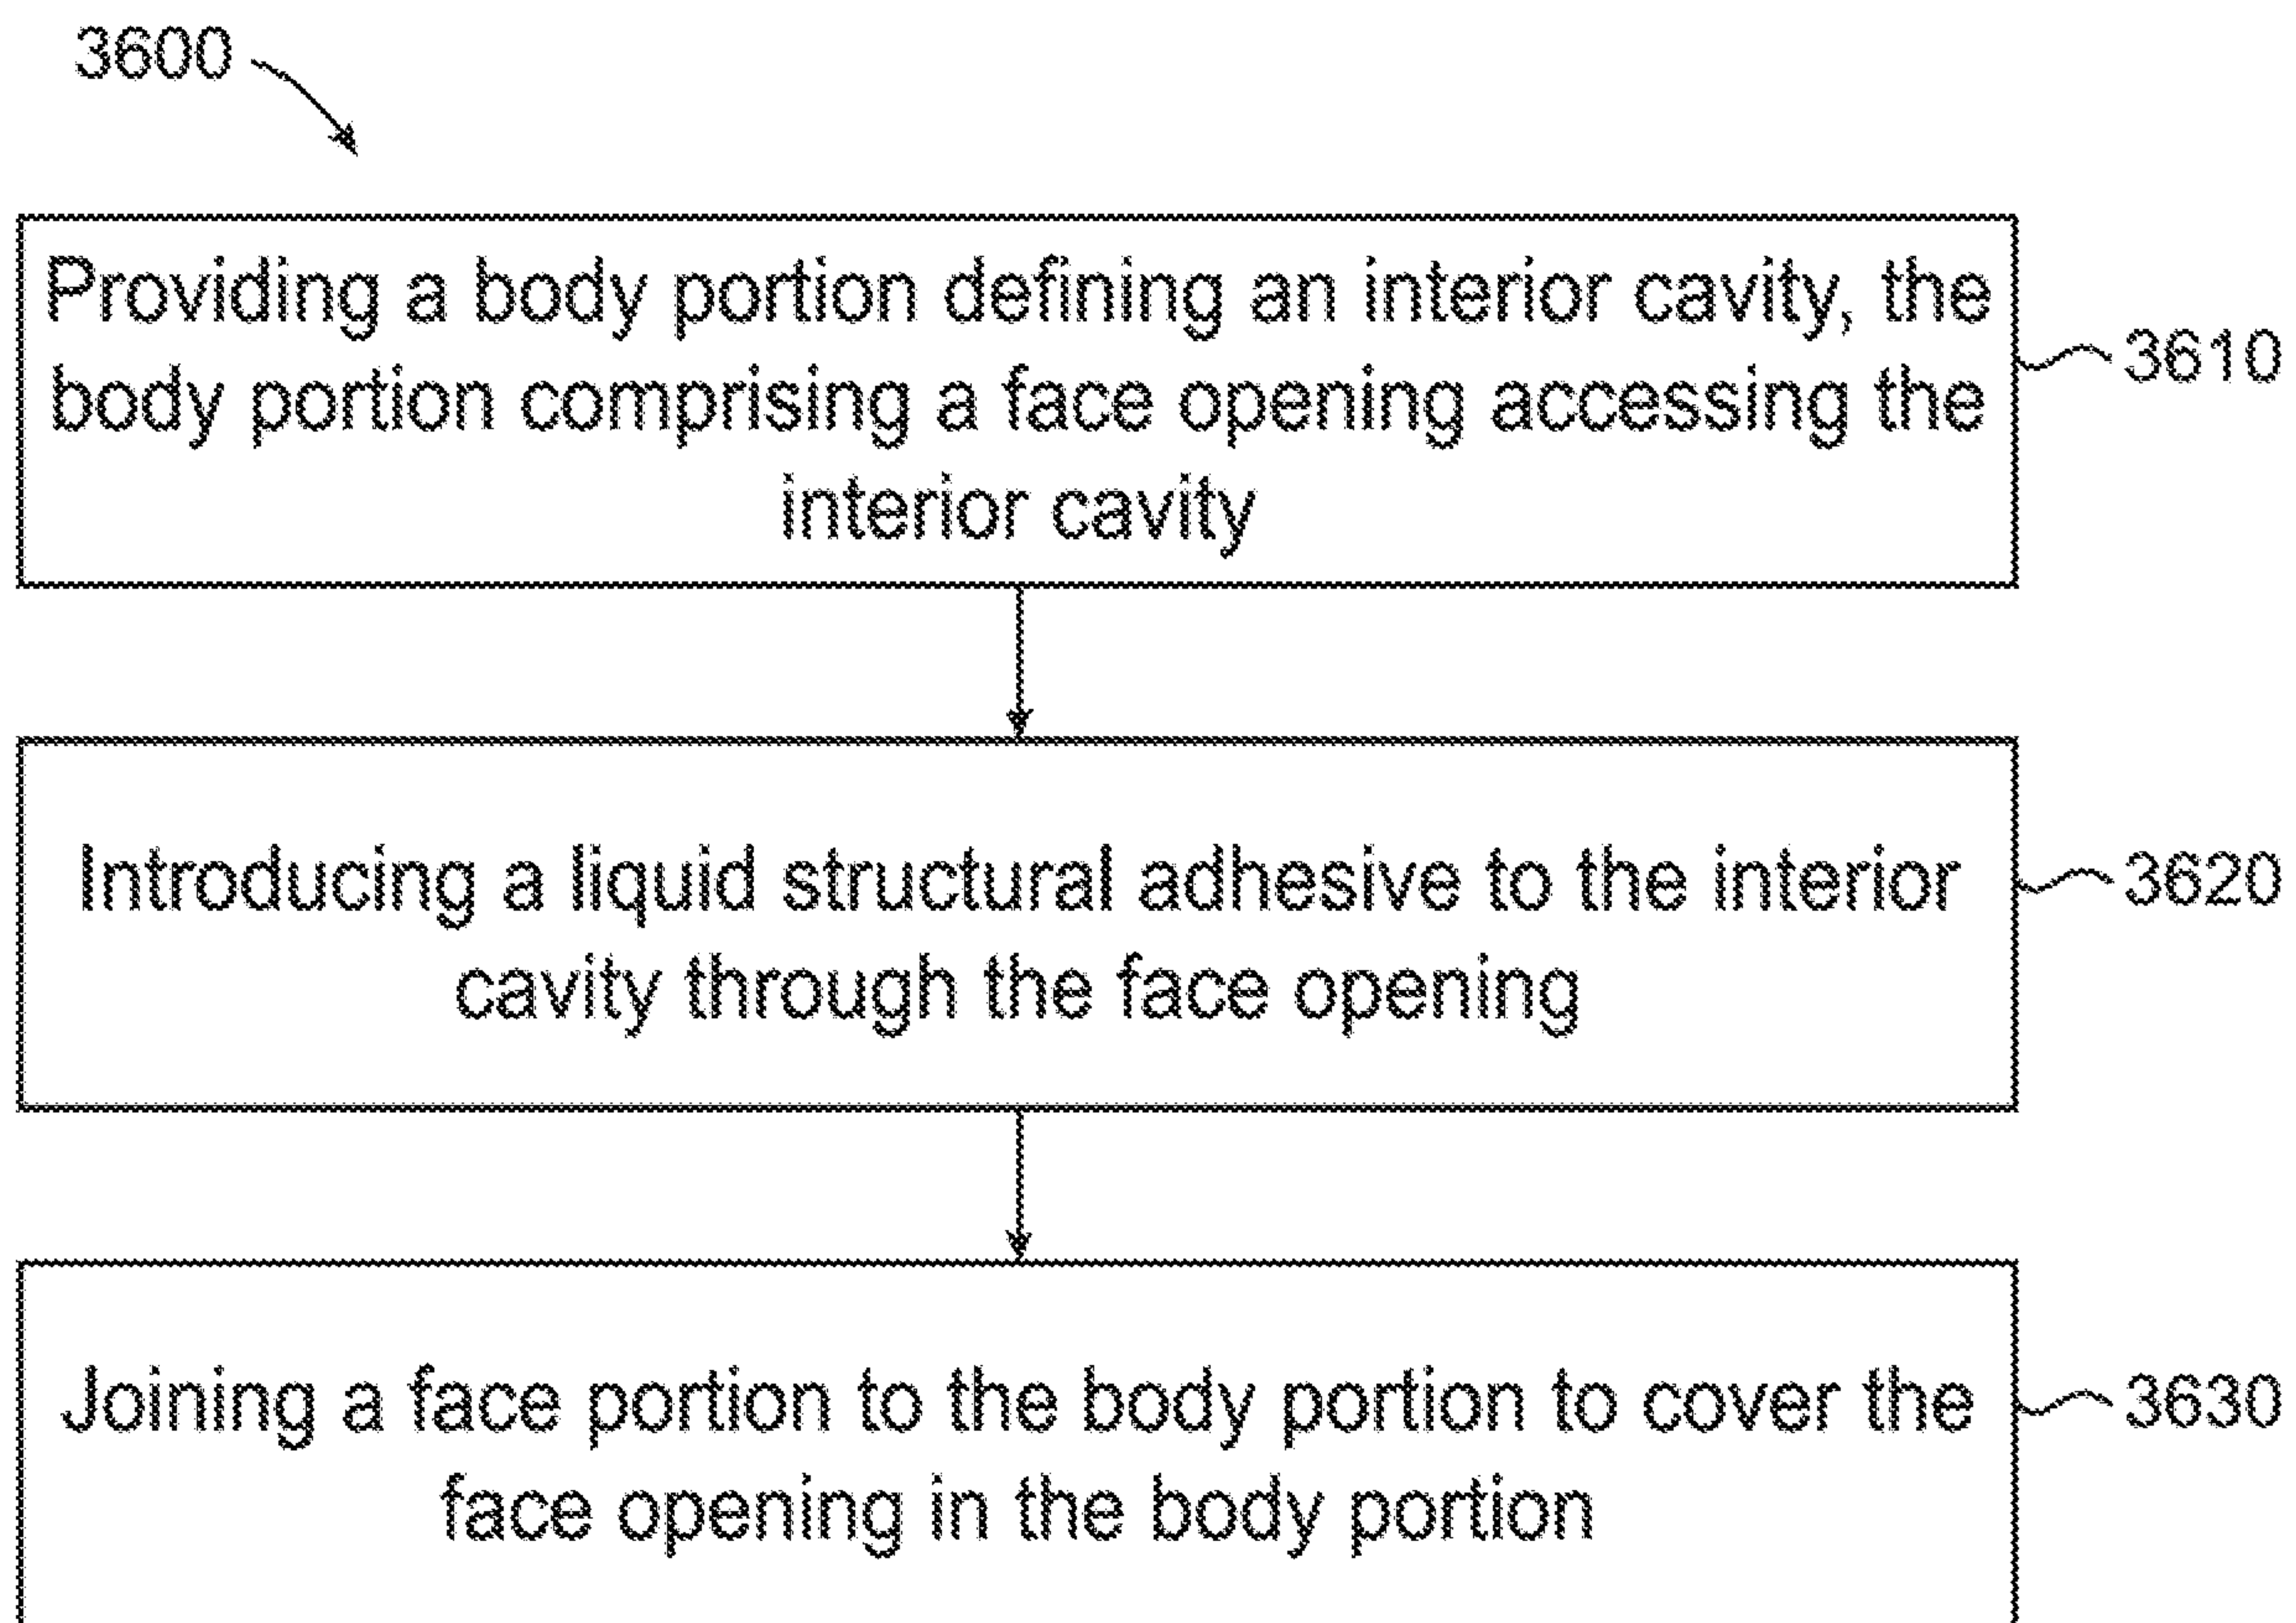 3600
Providing a body portion defining an interior cavity, the
body portion comprising a face opening accessing the
interior cavity
3610
Introducing a liquid structural adhesive to the interior
cavity through the face opening
3620
Joining a face portion to the body portion to cover the
face opening in the body portion
3630